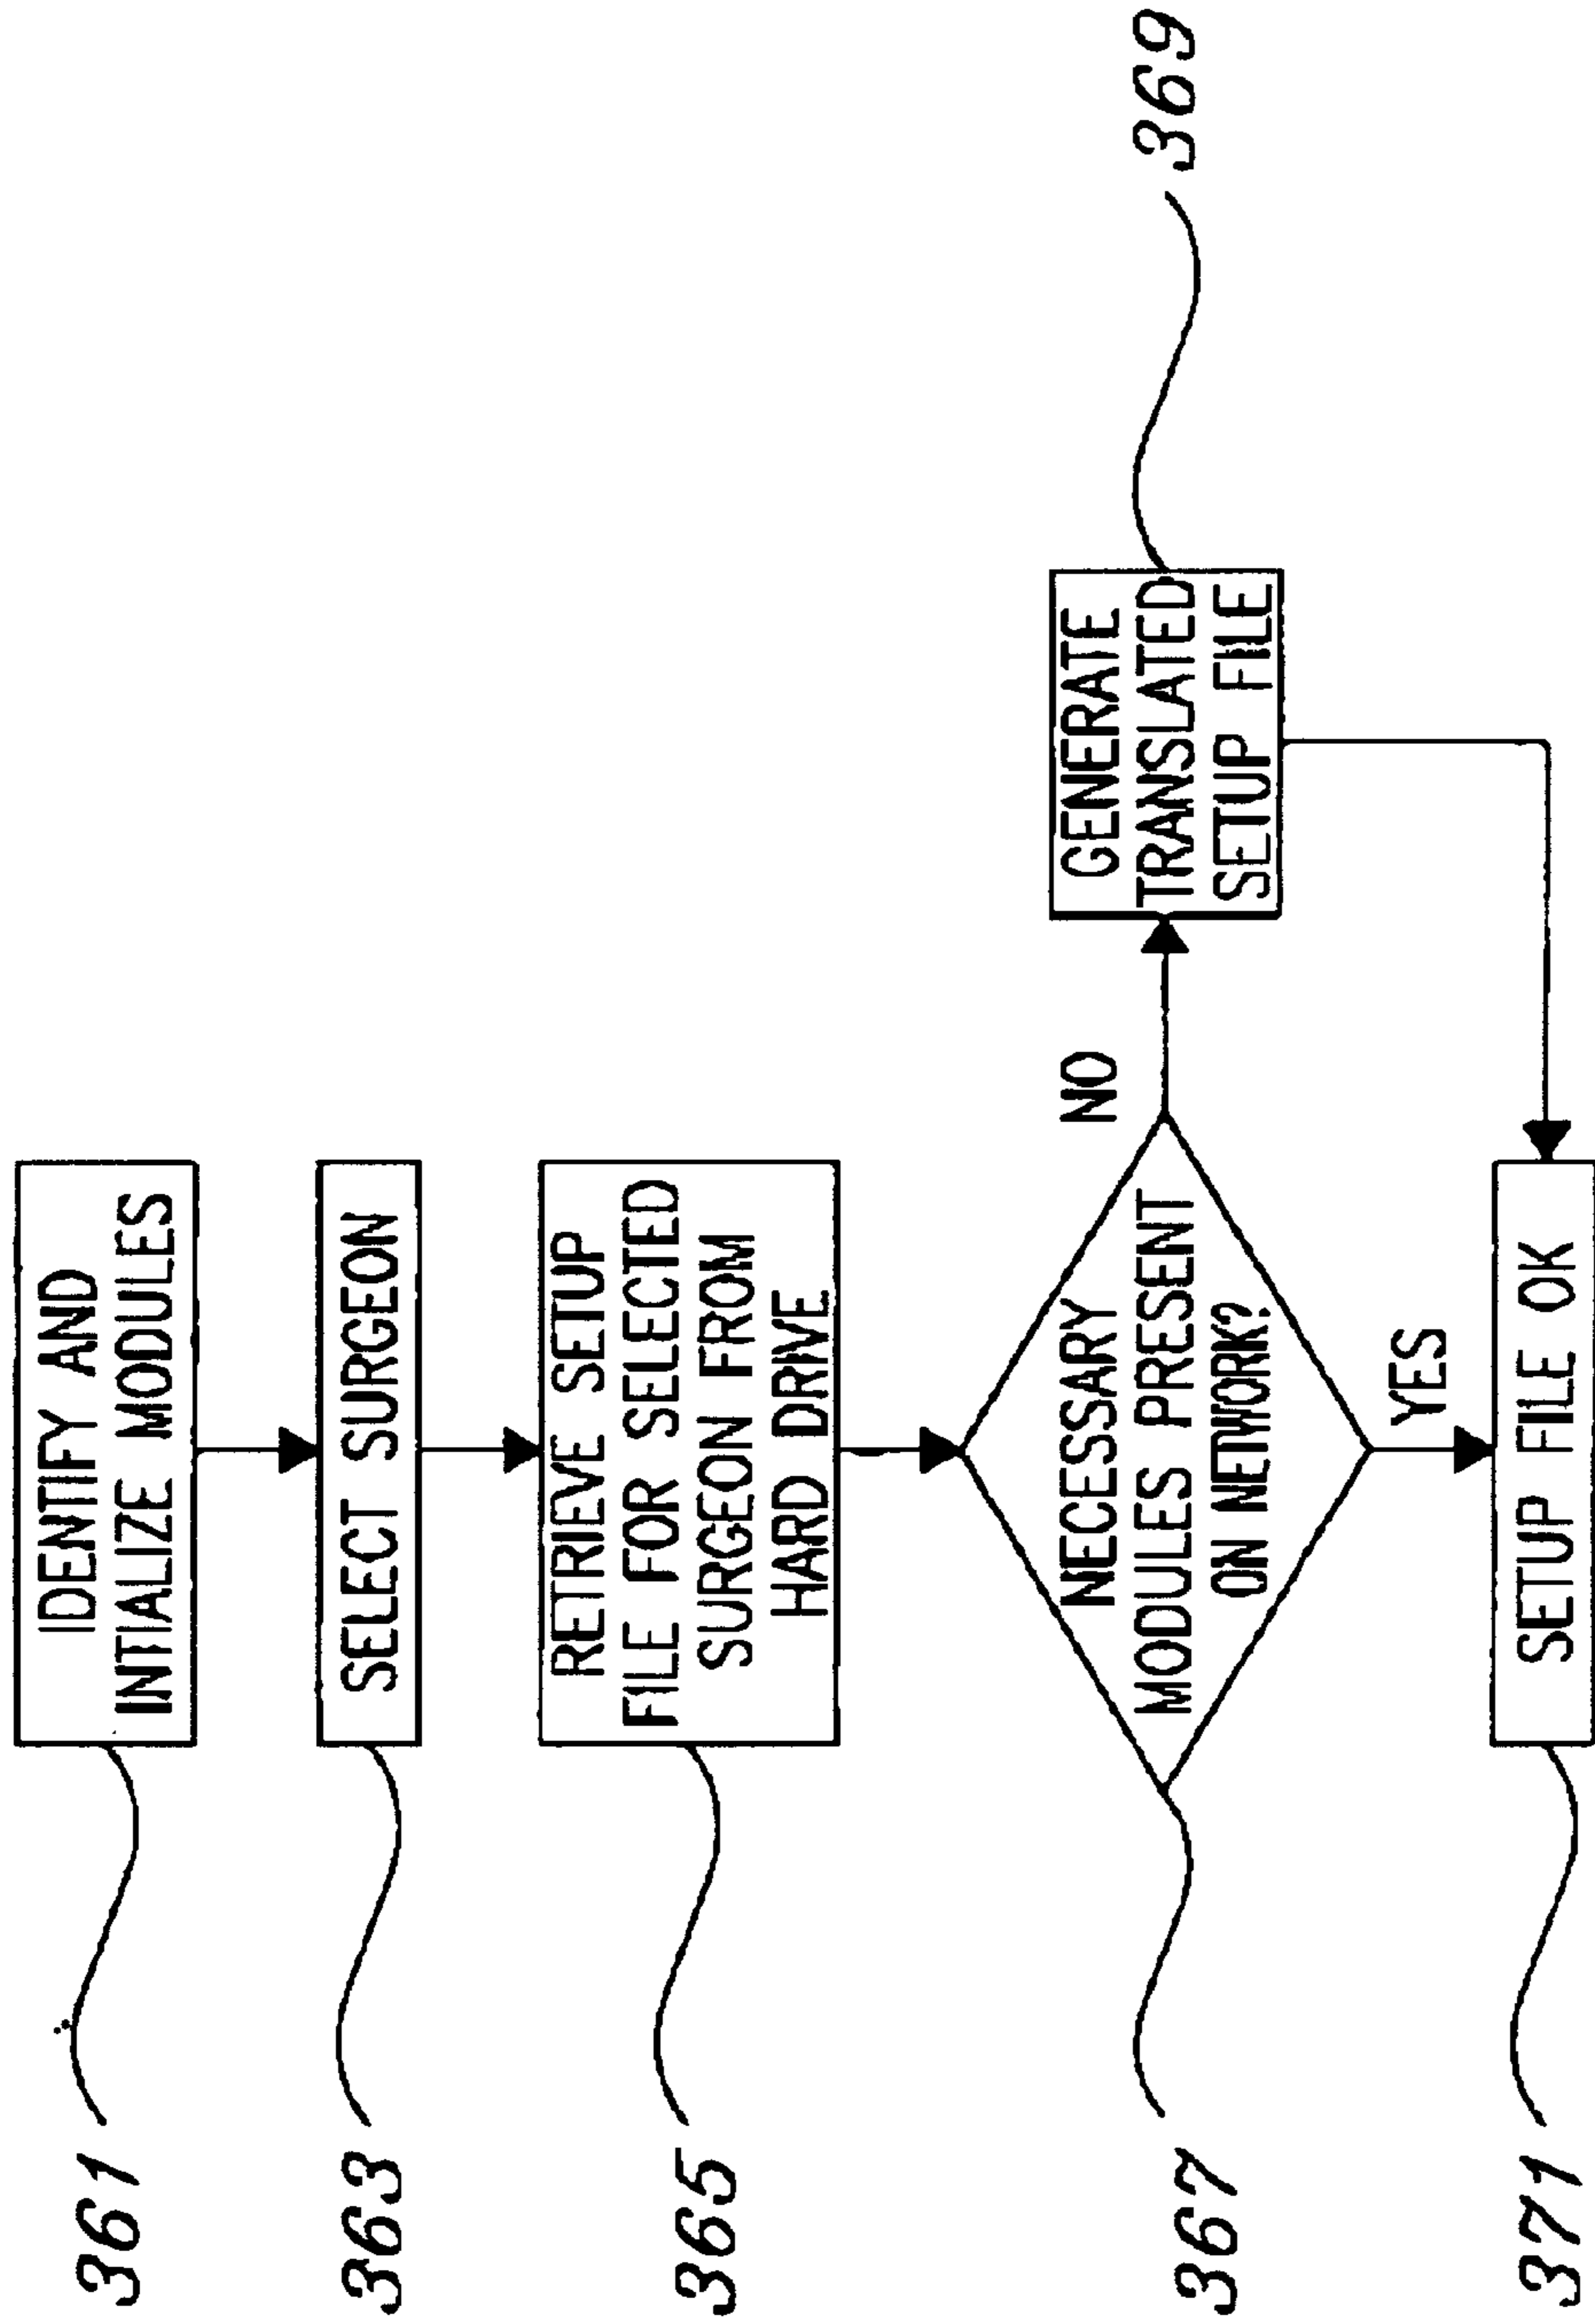 361
IDENTIFY AND
INITIALIZE MODULES
363
SELECT SURGEON
365
RETRIEVE SETUP
FILE FOR SELECTED
SURGEON FROM
HARD DRIVE
367
NECESSARY
MODULES PRESENT
ON NETWORK?
NO
GENERATE
TRANSLATED
SETUP FILE
369
YES
371
SETUP FILE OK